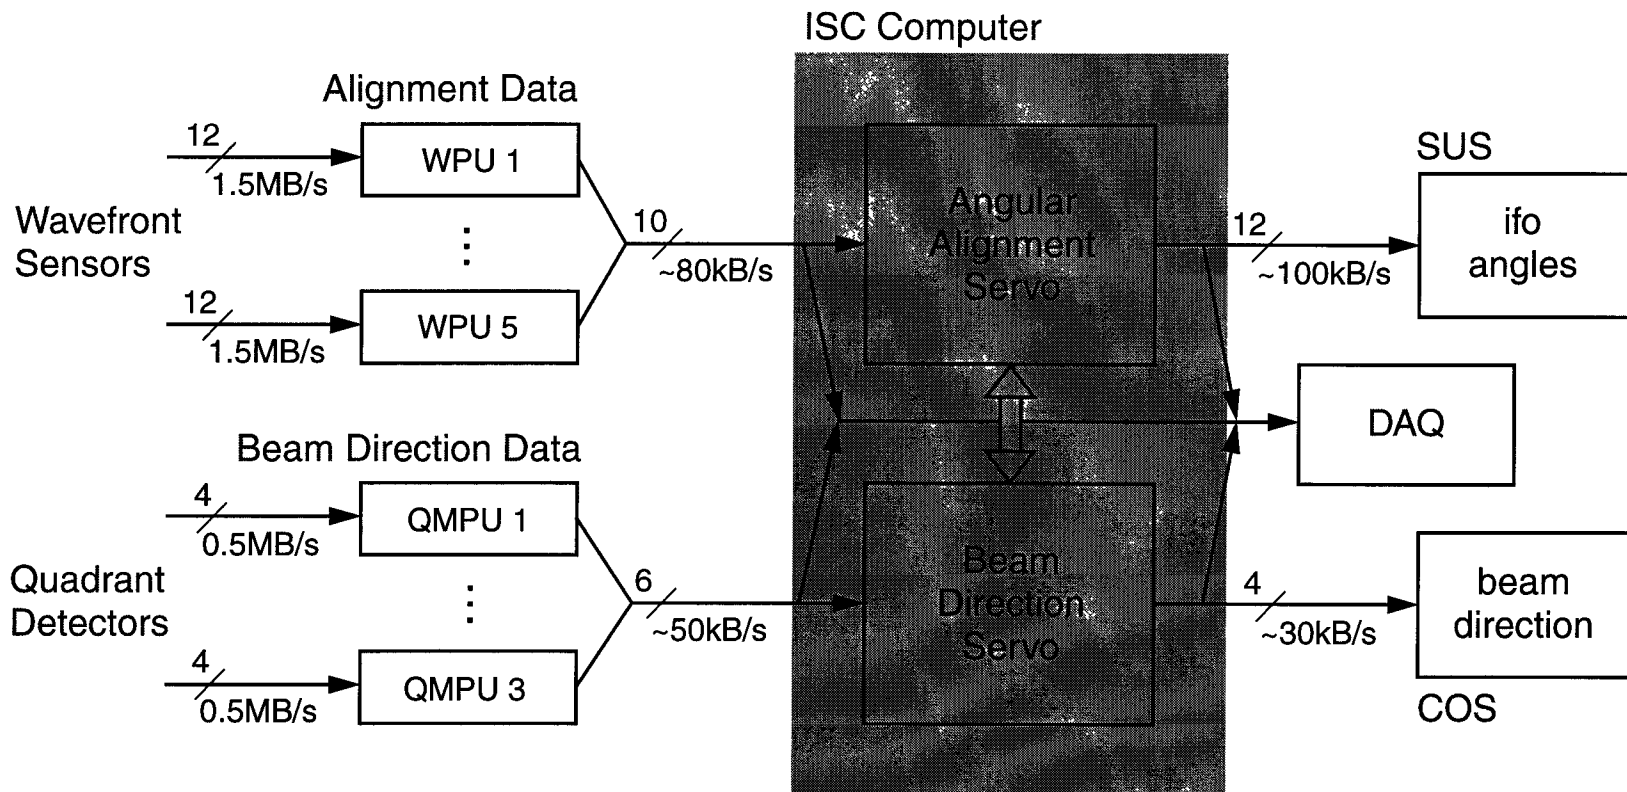 ISC Computer
Alignment Data
12
WPU 1
1.5MB/s
Wavefront
Sensors
12
WPU 5
1.5MB/s
10
~80kB/s
Angular
Alignment
Servo
12
~100kB/s
SUS
ifo
angles
DAQ
Beam Direction Data
4
QMPU 1
0.5MB/s
Quadrant
Detectors
4
QMPU 3
0.5MB/s
6
~50kB/s
Beam
Direction
Servo
4
~30kB/s
beam
direction
COS